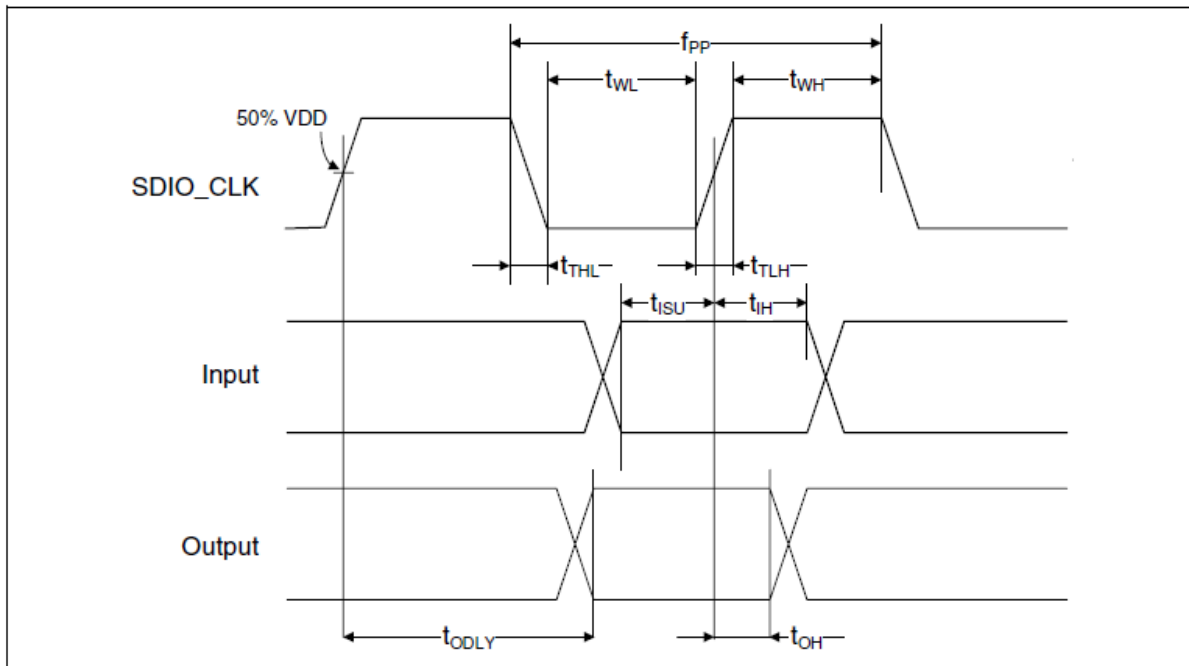 fPP
tWL
tWH
50% VDD
SDIO_CLK
tTHL
tTLH
tISU
tIH
Input
Output
tODLY
tOH